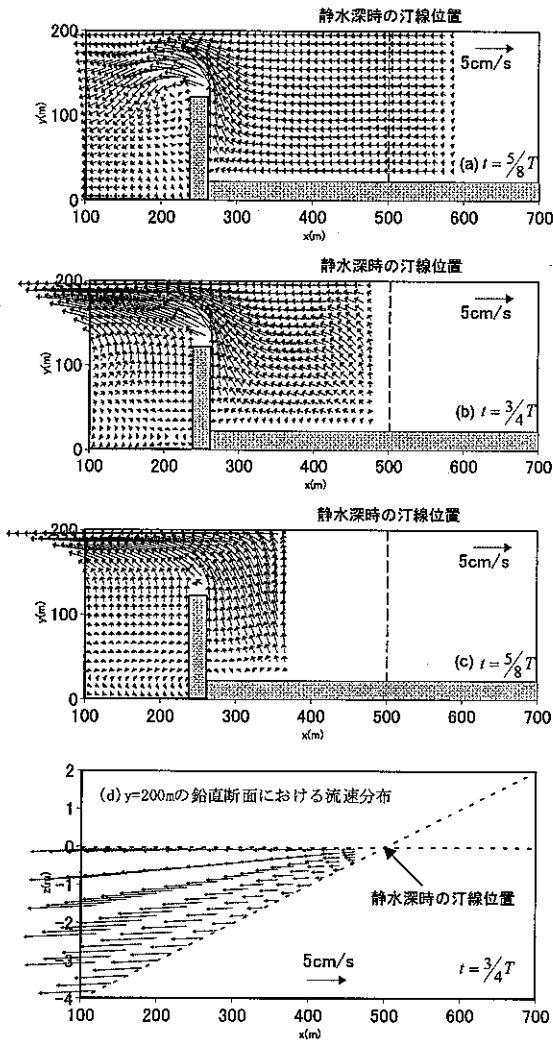 静水深時の汀線位置
200
100
0
y(m)
5cm/s
(a) t = 5/8 T
100 200 300 400 500 600 700
x(m)
静水深時の汀線位置
200
100
0
y(m)
5cm/s
(b) t = 3/4 T
100 200 300 400 500 600 700
x(m)
静水深時の汀線位置
200
100
0
y(m)
5cm/s
(c) t = 5/8 T
100 200 300 400 500 600 700
x(m)
2
1
0
-1
-2
-3
-4
z(m)
(d) y=200mの鉛直断面における流速分布
静水深時の汀線位置
5cm/s
t = 3/4 T
100 200 300 400 500 600 700
x(m)